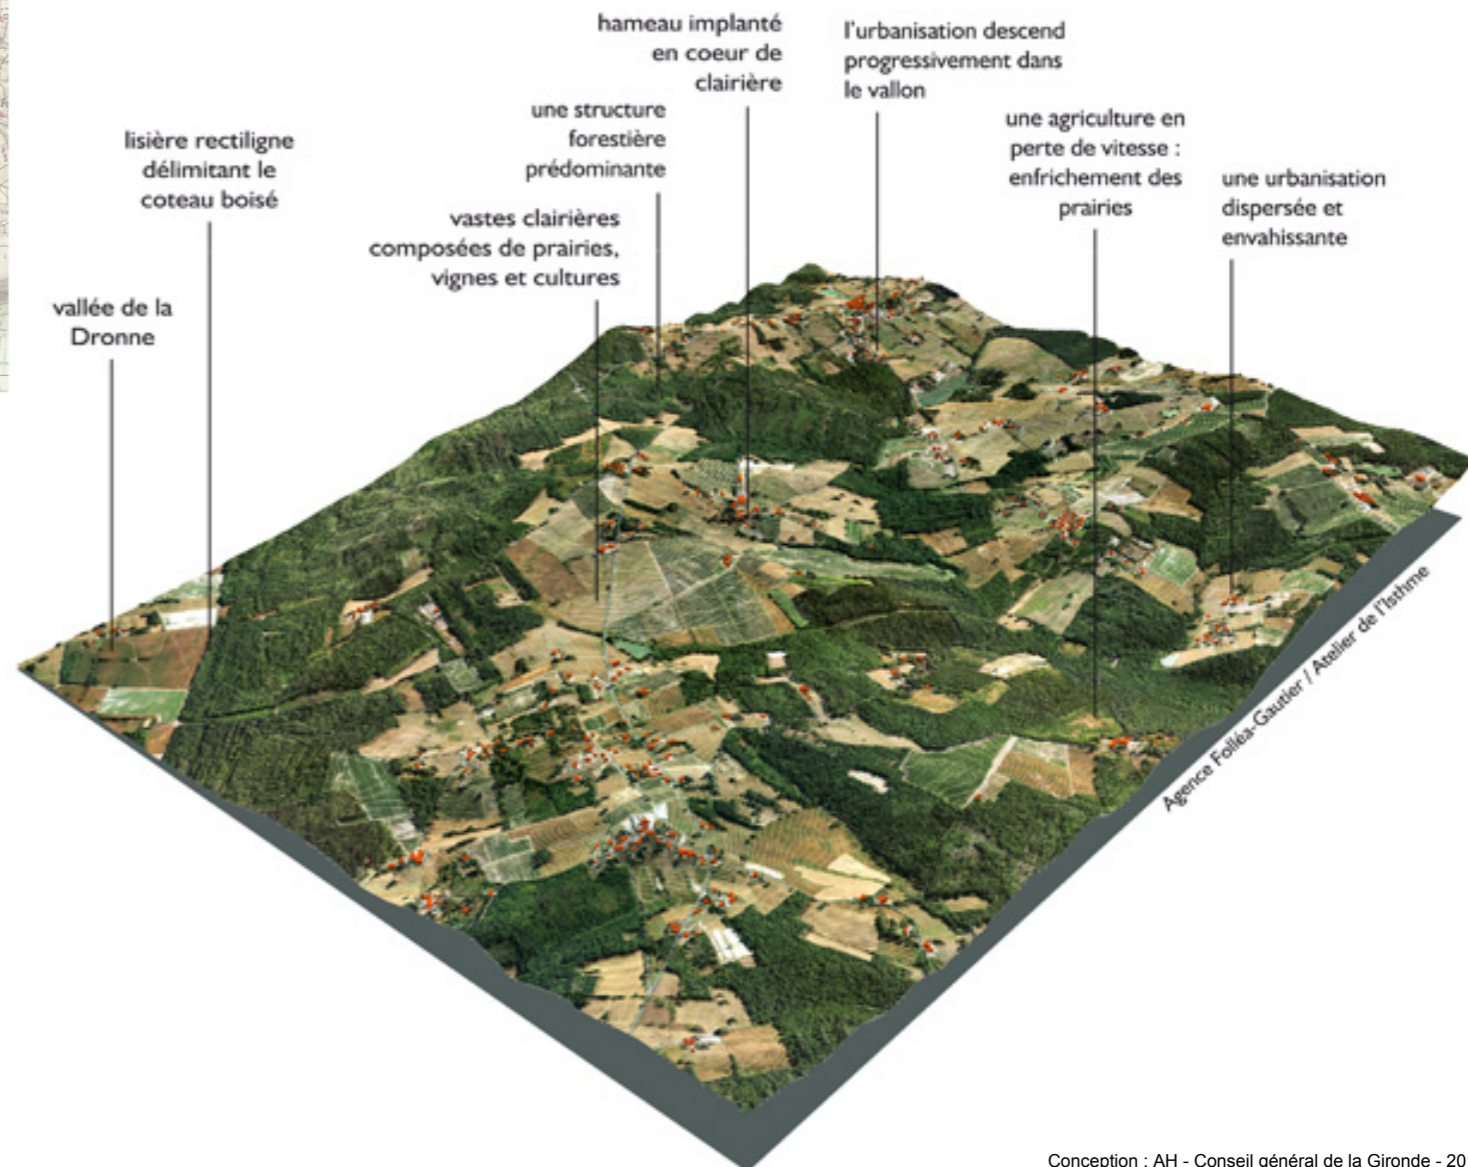 hameau implanté
en coeur de
clairière
l'urbanisation descend
progressivement dans
le vallon
une structure
forestière
prédominante
une agriculture en
perte de vitesse :
enfrichement des
prairies
lisière rectiligne
délimitant le
coteau boisé
une urbanisation
dispersée et
envahissante
vastes clairières
composées de prairies,
vignes et cultures
vallée de la
Dronne
Agence Folléa-Gautier / Atelier de l'Isthme
Conception : AH - Conseil général de la Gironde - 20